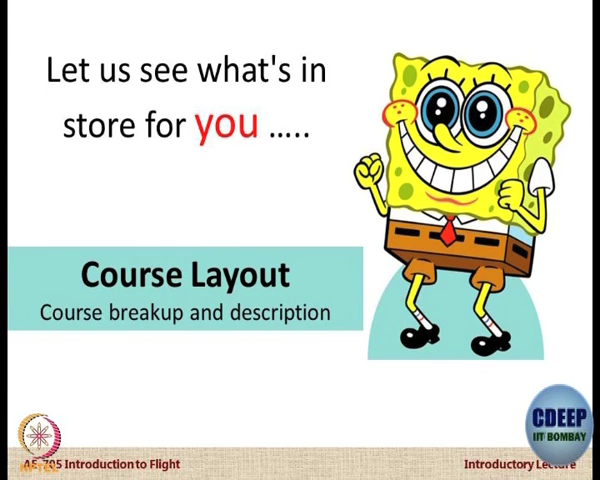 Let us see what's in
store for you .....
Course Layout
Course breakup and description
CDEEP
IIT BOMBAY
NPTEL
AE-705 Introduction to Flight
Introductory Lecture